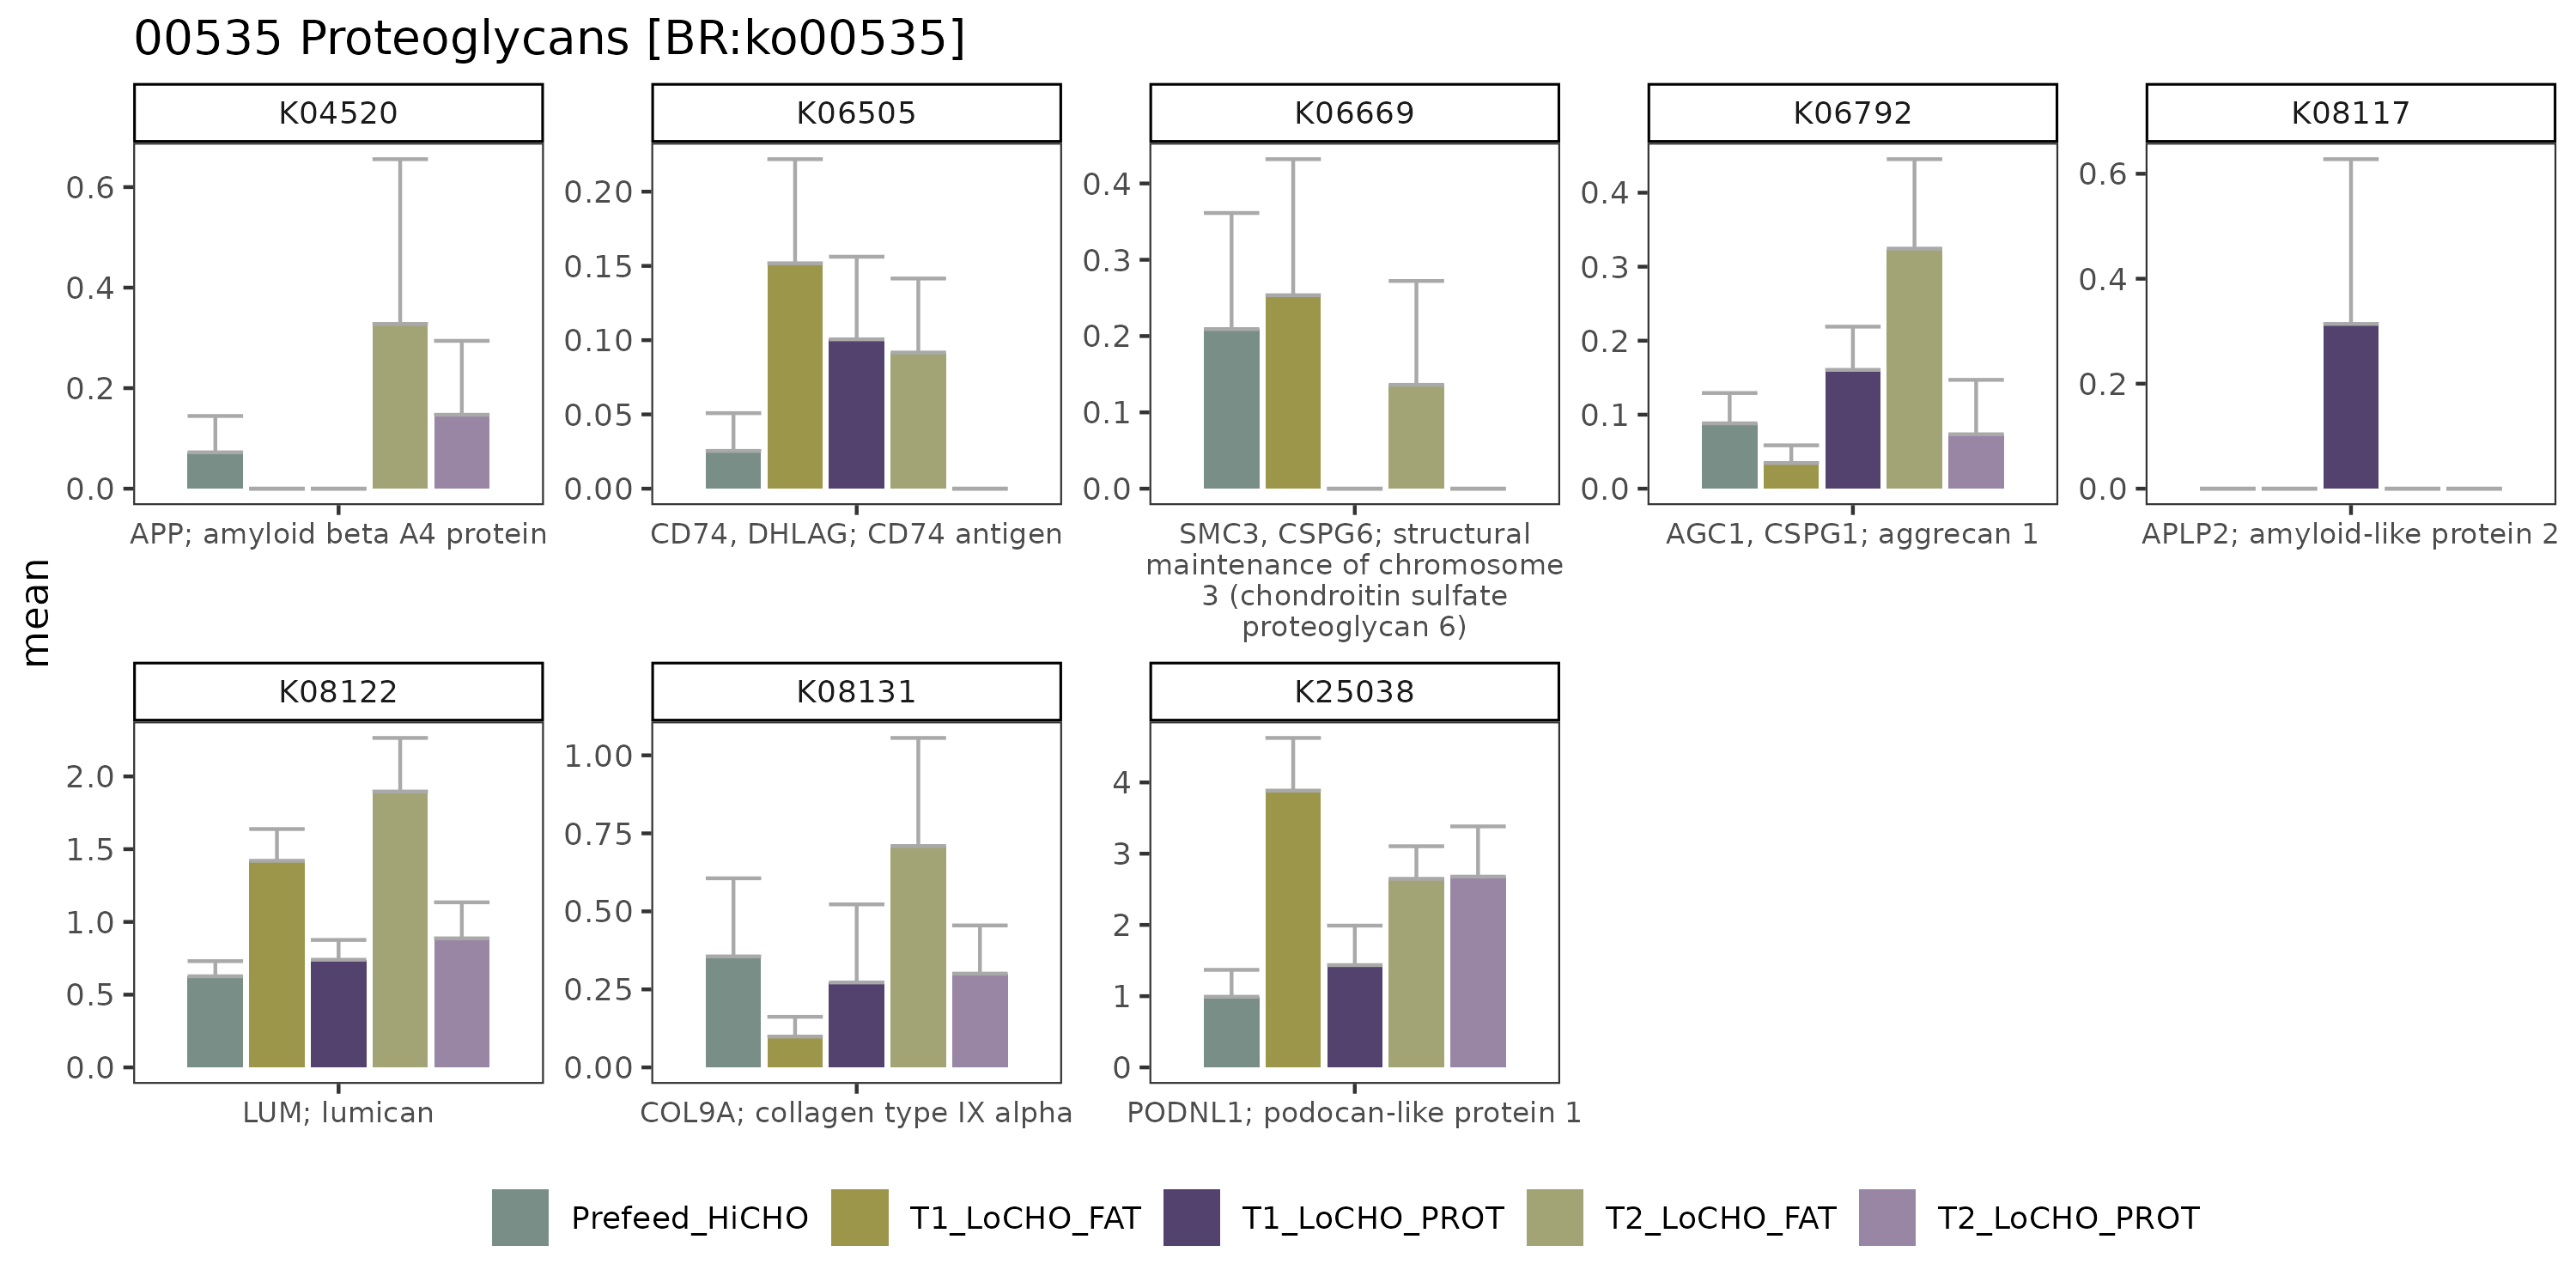 00535 Proteoglycans [BR:ko00535]
K04520
K06505
K06669
K06792
K08117
0.6
0.4
0.2
0.0
0.20
0.15
0.10
0.05
0.00
0.4
0.3
0.2
0.1
0.0
0.4
0.3
0.2
0.1
0.0
0.6
0.4
0.2
0.0
APP; amyloid beta A4 protein
CD74, DHLAG; CD74 antigen
SMC3, CSPG6; structural
maintenance of chromosome
3 (chondroitin sulfate
proteoglycan 6)
AGC1, CSPG1; aggrecan 1
APLP2; amyloid-like protein 2
mean
K08122
K08131
K25038
2.0
1.5
1.0
0.5
0.0
1.00
0.75
0.50
0.25
0.00
4
3
2
1
0
LUM; lumican
COL9A; collagen type IX alpha
PODNL1; podocan-like protein 1
Prefeed_HiCHO
T1_LoCHO_FAT
T1_LoCHO_PROT
T2_LoCHO_FAT
T2_LoCHO_PROT